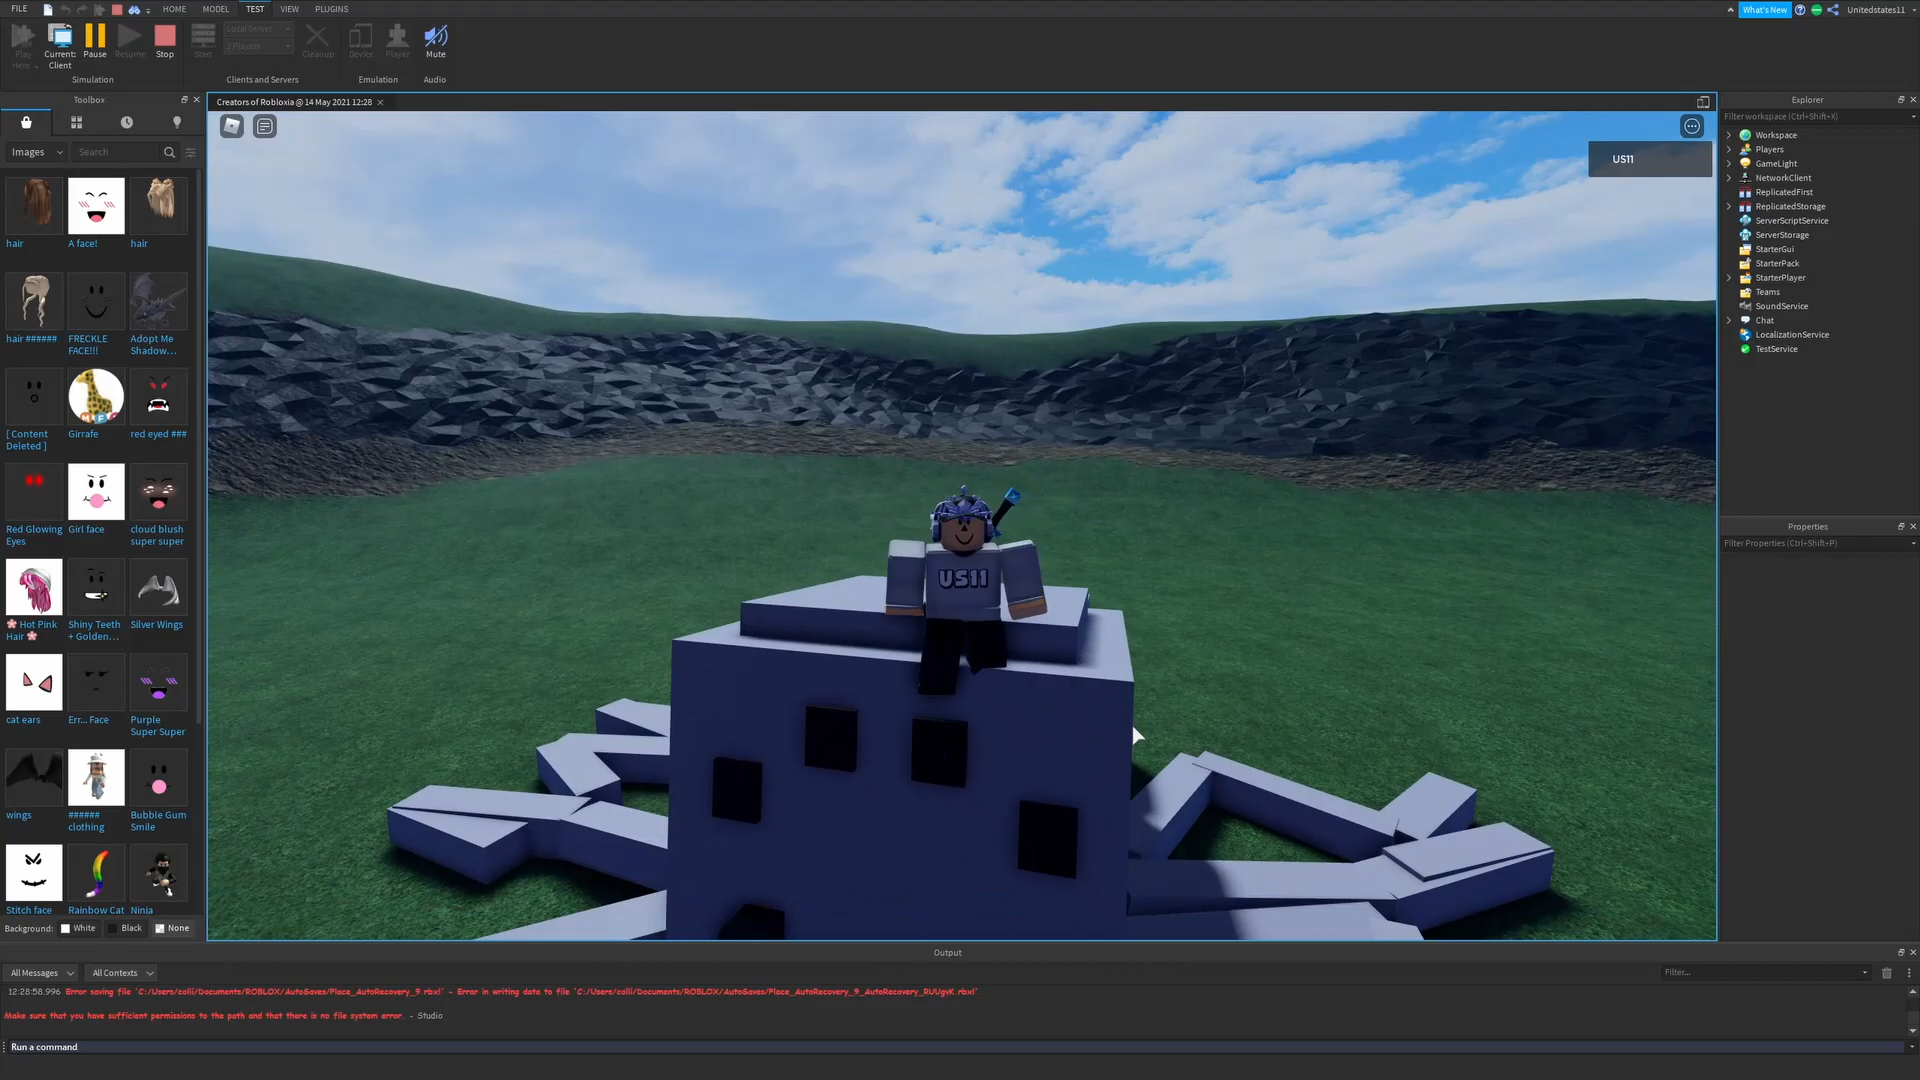 FILE HOME MODEL TEST VIEW PLUGINS What's New Unitedstates11
Play Here
Current: Client
Pause
Resume
Stop
Start
Local Server
2 Players
Cleanup
Device
Player
Mute
Simulation Clients and Servers Emulation Audio
Toolbox
Images Search
hair A face! hair
hair ###### FRECKLE FACE!!! Adopt Me Shadow...
[ Content Deleted ] Girrafe red eyed ###
Red Glowing Eyes Girl face cloud blush super super
Hot Pink Hair Shiny Teeth + Golden... Silver Wings
cat ears Err... Face Purple Super Super
wings ###### clothing Bubble Gum Smile
Stitch face Rainbow Cat Ninja
Background: White Black None
Creators of Robloxia @ 14 May 2021 12:28
US11
US11
Explorer
Filter workspace (Ctrl+Shift+X)
Workspace
Players
GameLight
NetworkClient
ReplicatedFirst
ReplicatedStorage
ServerScriptService
ServerStorage
StarterGui
StarterPack
StarterPlayer
Teams
SoundService
Chat
LocalizationService
TestService
Properties
Filter Properties (Ctrl+Shift+P)
Output
All Messages All Contexts Filter...
12:28:58.996 Error saving file 'C:/Users/colli/Documents/ROBLOX/AutoSaves/Place_AutoRecovery_9.rbxl' - Error in writing data to file 'C:/Users/colli/Documents/ROBLOX/AutoSaves/Place_AutoRecovery_9_AutoRecovery_RUUgvK.rbxl'.
Make sure that you have sufficient permissions to the path and that there is no file system error. - Studio
Run a command